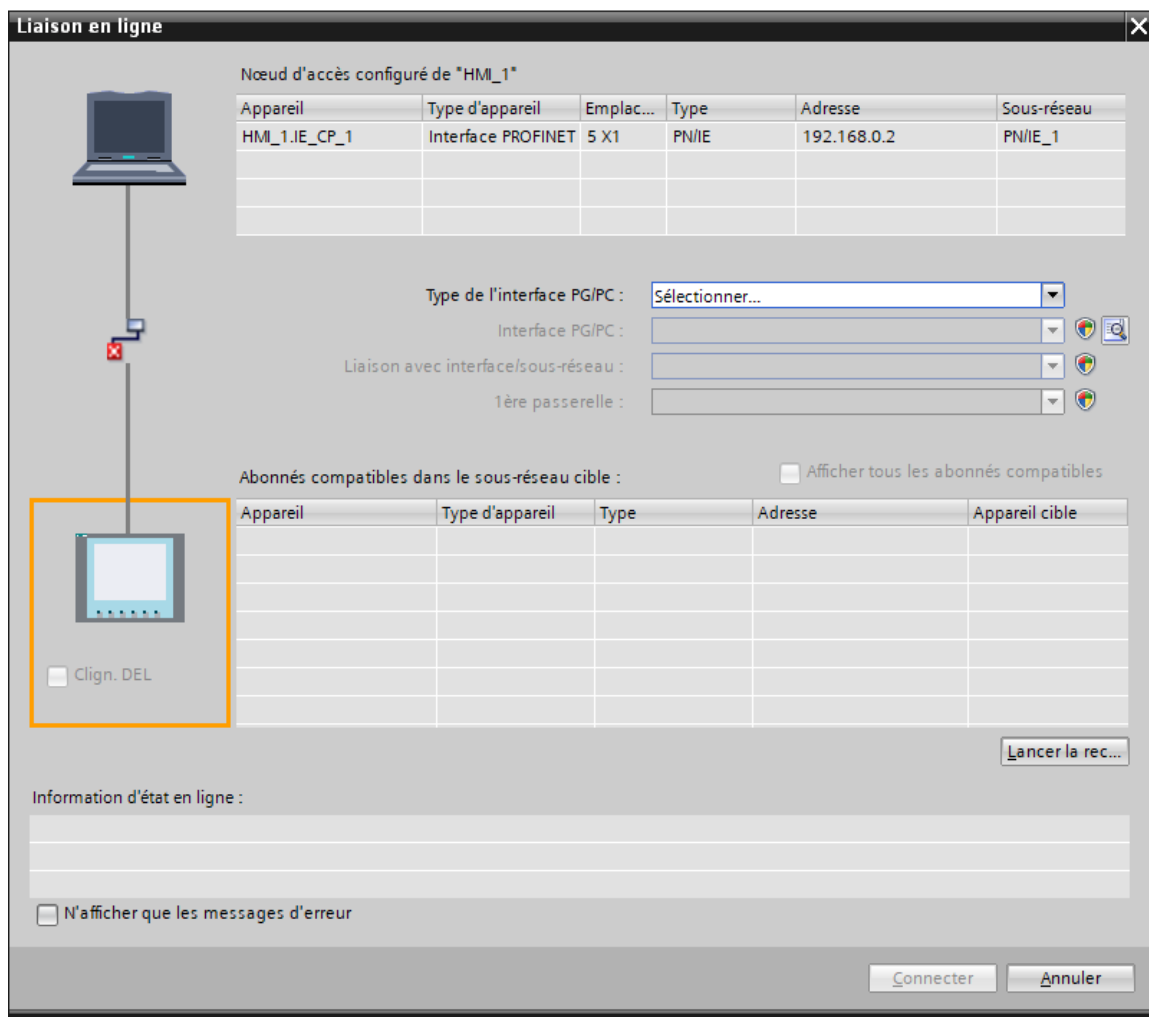 Liaison en ligne
Nœud d'accès configuré de "HMI_1"
Appareil Type d'appareil Emplac... Type Adresse Sous-réseau
HMI_1.IE_CP_1 Interface PROFINET 5 X1 PN/IE 192.168.0.2 PN/IE_1
Type de l'interface PG/PC : Sélectionner...
Interface PG/PC :
Liaison avec interface/sous-réseau :
1ère passerelle :
Abonnés compatibles dans le sous-réseau cible : Afficher tous les abonnés compatibles
Appareil Type d'appareil Type Adresse Appareil cible
Clign. DEL
Lancer la rec...
Information d'état en ligne :
N'afficher que les messages d'erreur
Connecter Annuler